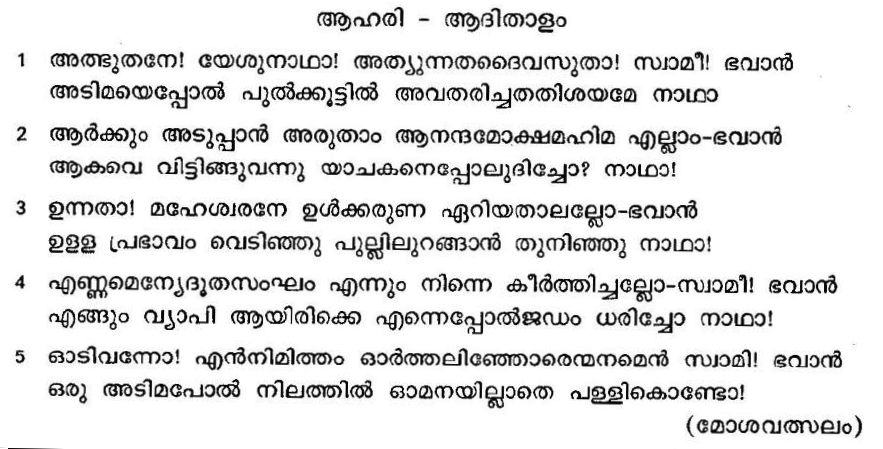 ആഹരി - ആദിതാളം
1 അത്ഭുതനേ! യേശുനാഥാ! അത്യുന്നതദൈവസുതാ! സ്വാമീ! ഭവാൻ
അടിമയെപ്പോൽ പുൽക്കൂട്ടിൽ അവതരിച്ചതതിശയമേ നാഥാ
2 ആർക്കും അടുപ്പാൻ അരുതാം ആനന്ദമോക്ഷമഹിമ എല്ലാം-ഭവാൻ
ആകവെ വിട്ടിങ്ങുവന്നു യാചകനെപ്പോലുദിച്ചോ? നാഥാ!
3 ഉന്നതാ! മഹേശ്വരനേ ഉൾക്കരുണ ഏറിയതാലല്ലോ-ഭവാൻ
ഉളള പ്രഭാവം വെടിഞ്ഞു പുല്ലിലുറങ്ങാൻ തുനിഞ്ഞു നാഥാ!
4 എണ്ണമെന്യേദൂതസംഘം എന്നും നിന്നെ കീർത്തിച്ചല്ലോ-സ്വാമീ! ഭവാൻ
എങ്ങും വ്യാപി ആയിരിക്കെ എന്നെപ്പോൽജഡം ധരിച്ചോ നാഥാ!
5 ഓടിവന്നോ! എൻനിമിത്തം ഓർത്തലിഞ്ഞോരെന്മനമെൻ സ്വാമി! ഭവാൻ
ഒരു അടിമപോൽ നിലത്തിൽ ഓമനയില്ലാതെ പള്ളികൊണ്ടോ!
(മോശവത്സലം)